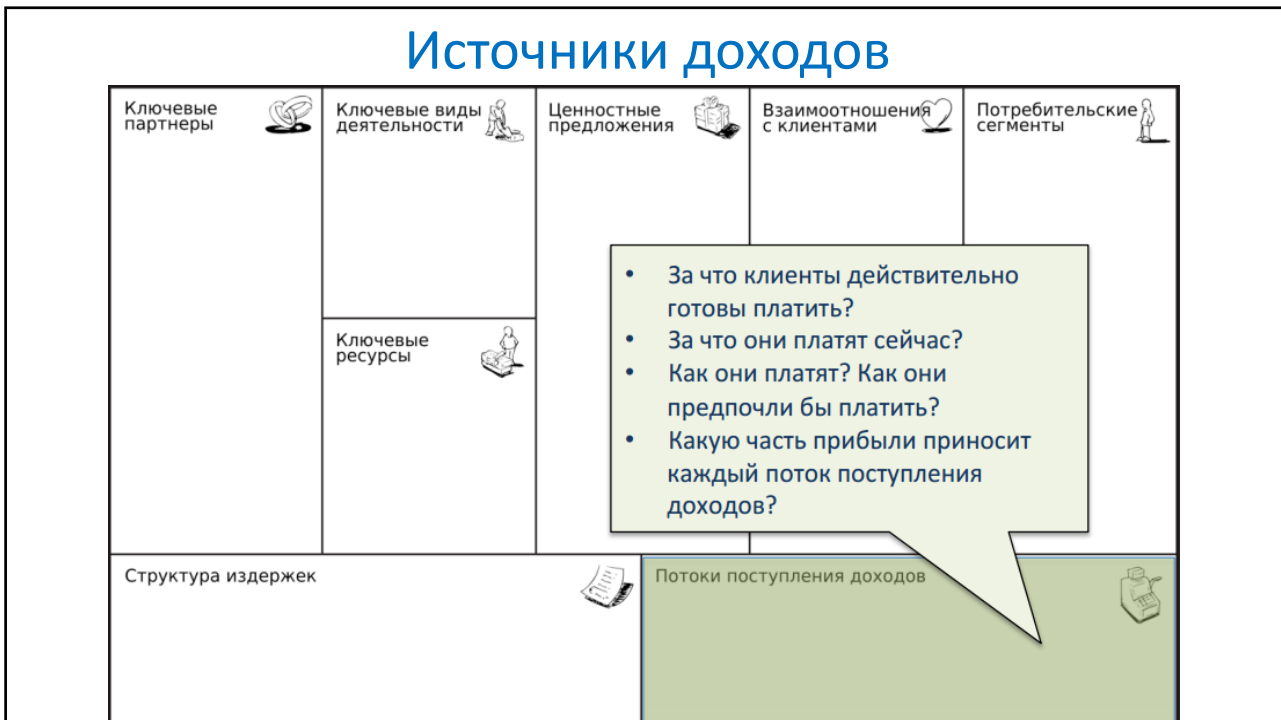 Источники доходов
Ключевые
партнеры
Ключевые виды
деятельности
Ценностные
предложения
Взаимоотношения
с клиентами
Потребительские
сегменты
Ключевые
ресурсы
• За что клиенты действительно
готовы платить?
• За что они платят сейчас?
• Как они платят? Как они
предпочли бы платить?
• Какую часть прибыли приносит
каждый поток поступления
доходов?
Структура издержек
Потоки поступления доходов